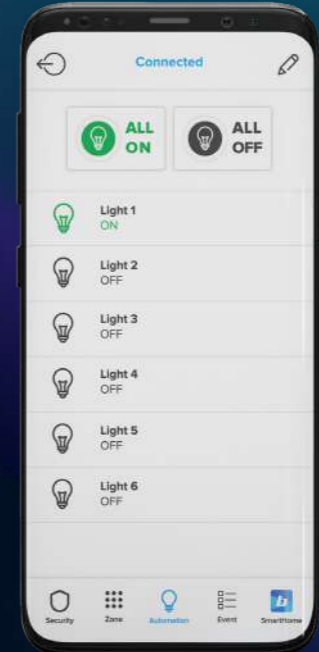 Connected
ALL ON
ALL OFF
Light 1
ON
Light 2
OFF
Light 3
OFF
Light 4
OFF
Light 5
OFF
Light 6
OFF
Security Zone Automation Event SmartHome